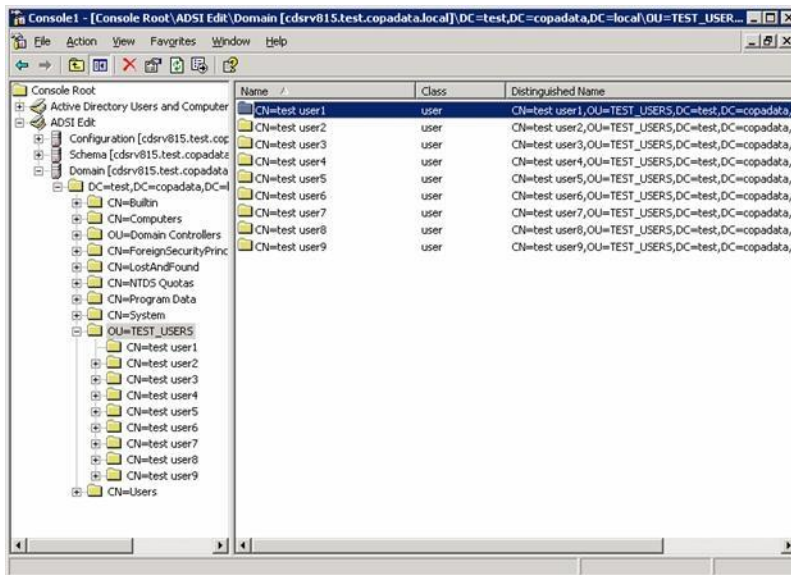 Console1 - [Console Root\ADSI Edit\Domain [cdsrv815.test.copadata.local]\DC=test,DC=copadata,DC=local\OU=TEST_USER...
File Action View Favorites Window Help
Console Root
Active Directory Users and Computer
ADSI Edit
Configuration [cdsrv815.test.cop
Schema [cdsrv815.test.copadata
Domain [cdsrv815.test.copadata
DC=test,DC=copadata,DC=l
CN=Builtin
CN=Computers
OU=Domain Controllers
CN=ForeignSecurityPrinc
CN=LostAndFound
CN=NTDS Quotas
CN=Program Data
CN=System
OU=TEST_USERS
CN=test user1
CN=test user2
CN=test user3
CN=test user4
CN=test user5
CN=test user6
CN=test user7
CN=test user8
CN=test user9
CN=Users
Name Class Distinguished Name
CN=test user1 user CN=test user1,OU=TEST_USERS,DC=test,DC=copadata,
CN=test user2 user CN=test user2,OU=TEST_USERS,DC=test,DC=copadata,
CN=test user3 user CN=test user3,OU=TEST_USERS,DC=test,DC=copadata,
CN=test user4 user CN=test user4,OU=TEST_USERS,DC=test,DC=copadata,
CN=test user5 user CN=test user5,OU=TEST_USERS,DC=test,DC=copadata,
CN=test user6 user CN=test user6,OU=TEST_USERS,DC=test,DC=copadata,
CN=test user7 user CN=test user7,OU=TEST_USERS,DC=test,DC=copadata,
CN=test user8 user CN=test user8,OU=TEST_USERS,DC=test,DC=copadata,
CN=test user9 user CN=test user9,OU=TEST_USERS,DC=test,DC=copadata,